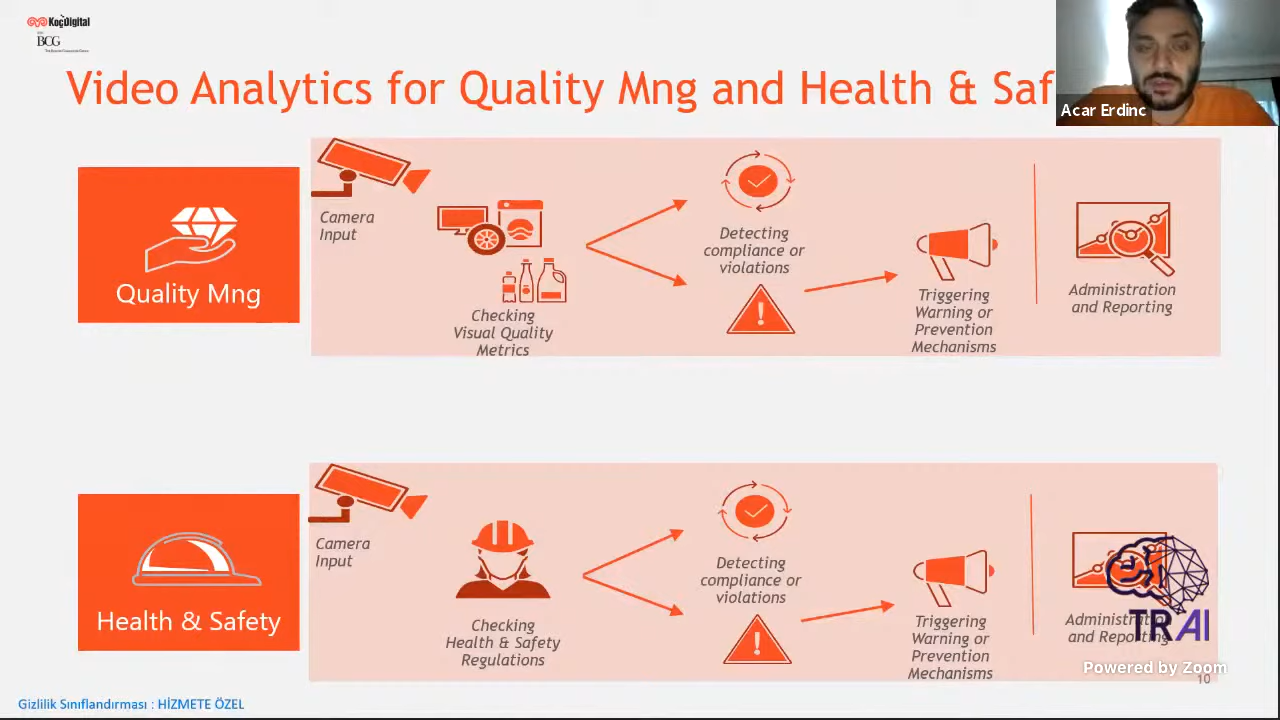 KoçDigital
BCG
Video Analytics for Quality Mng and Health & Saf
Acar Erdinc
Camera
Input
Quality Mng
Checking
Visual Quality
Metrics
Detecting
compliance or
violations
Triggering
Warning or
Prevention
Mechanisms
Administration
and Reporting
Camera
Input
Health & Safety
Checking
Health & Safety
Regulations
Detecting
compliance or
violations
Triggering
Warning or
Prevention
Mechanisms
Administration
and Reporting
TRAI
Powered by Zoom
10
Gizlilik Sınıflandırması : HİZMETE ÖZEL